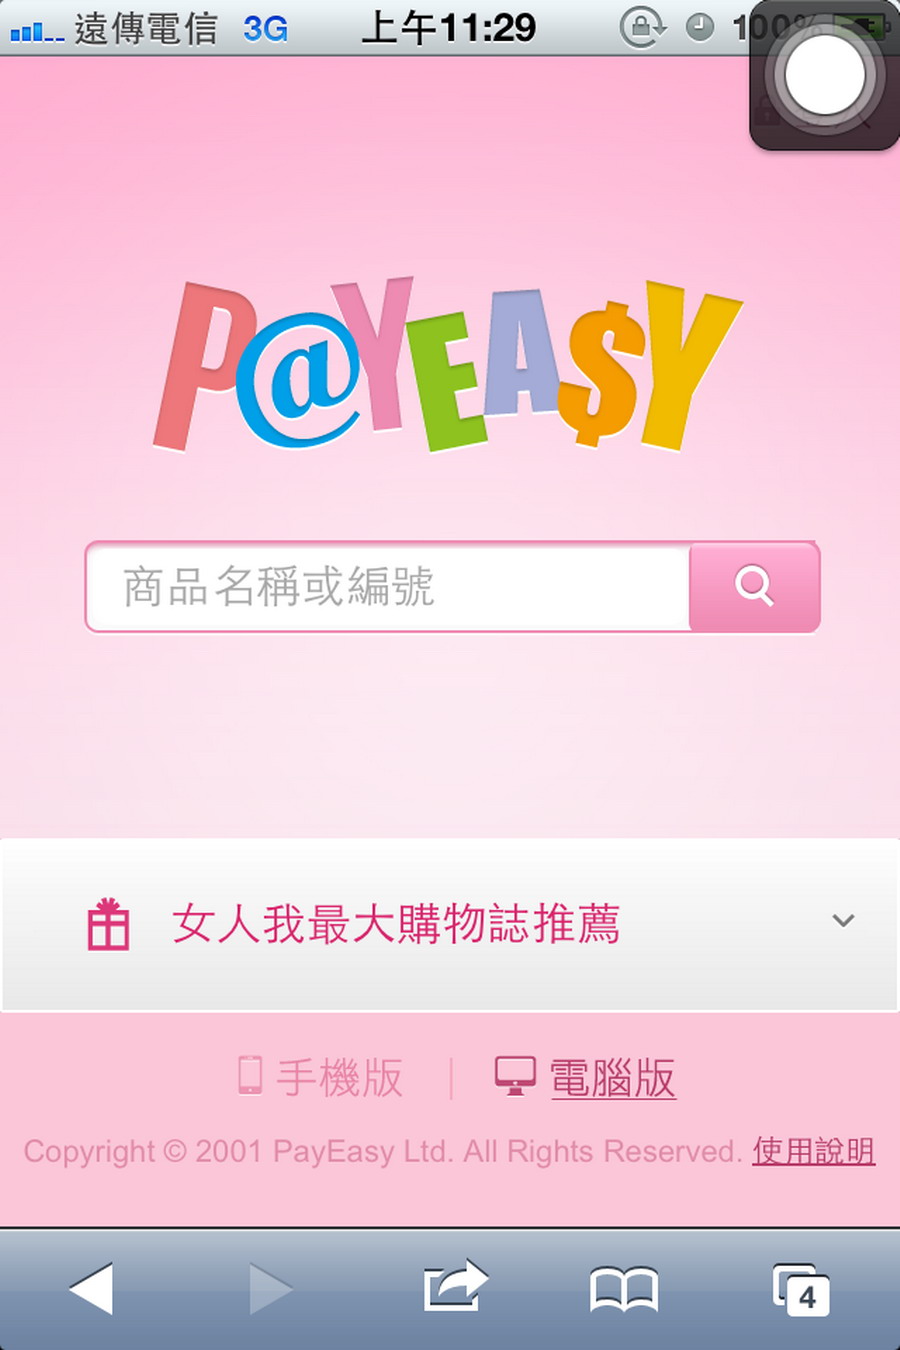 遠傳電信 3G 上午11:29 100%
P@YEA$Y
商品名稱或編號
女人我最大購物誌推薦
手機版 | 電腦版
Copyright © 2001 PayEasy Ltd. All Rights Reserved. 使用說明
4